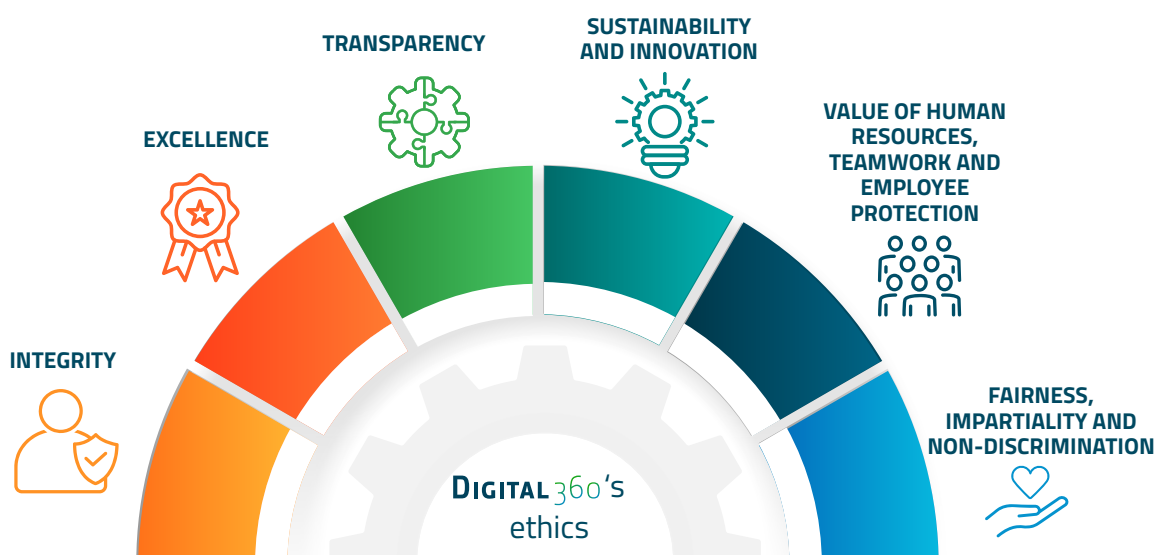 INTEGRITY
EXCELLENCE
TRANSPARENCY
SUSTAINABILITY
AND INNOVATION
VALUE OF HUMAN
RESOURCES,
TEAMWORK AND
EMPLOYEE
PROTECTION
FAIRNESS,
IMPARTIALITY AND
NON-DISCRIMINATION
DIGITAL360's
ethics